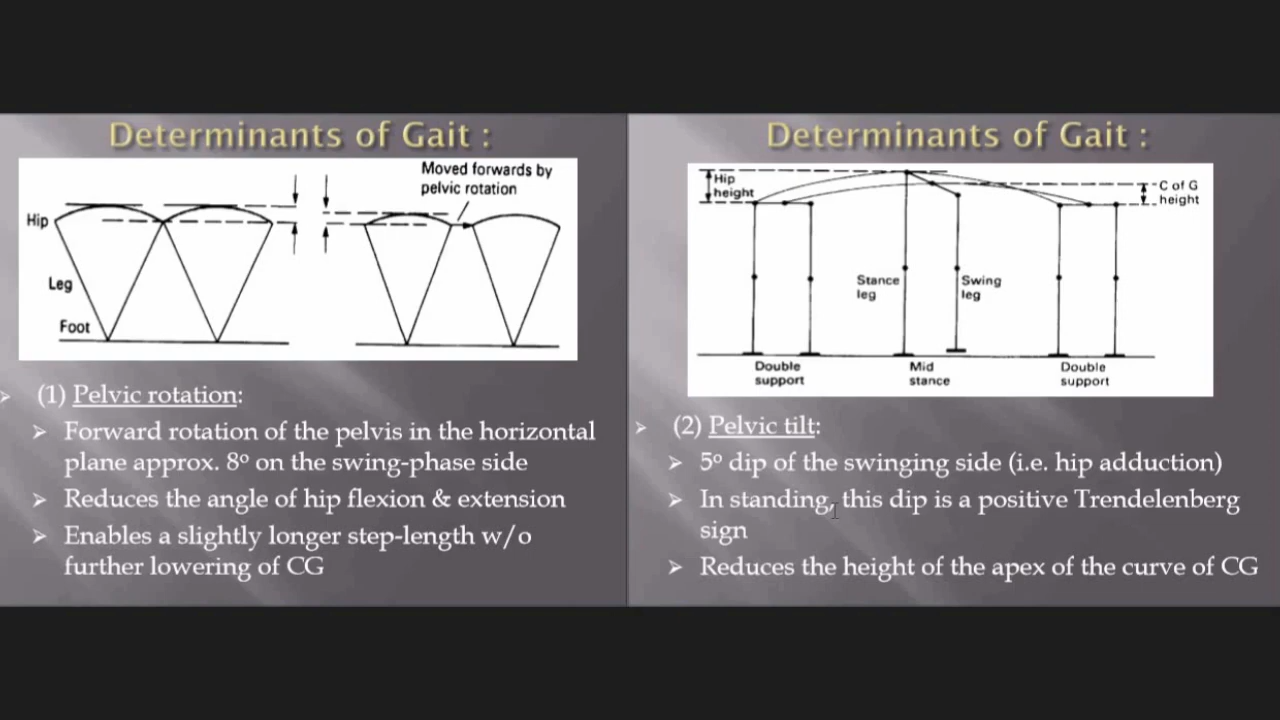 Determinants of Gait :
Moved forwards by
pelvic rotation
Hip
Leg
Foot
(1) Pelvic rotation:
Forward rotation of the pelvis in the horizontal
plane approx. 8º on the swing-phase side
Reduces the angle of hip flexion & extension
Enables a slightly longer step-length w/o
further lowering of CG
Determinants of Gait :
Hip
height
C of G
height
Stance
leg
Swing
leg
Double
support
Mid
stance
Double
support
(2) Pelvic tilt:
5º dip of the swinging side (i.e. hip adduction)
In standing, this dip is a positive Trendelenberg
sign
Reduces the height of the apex of the curve of CG